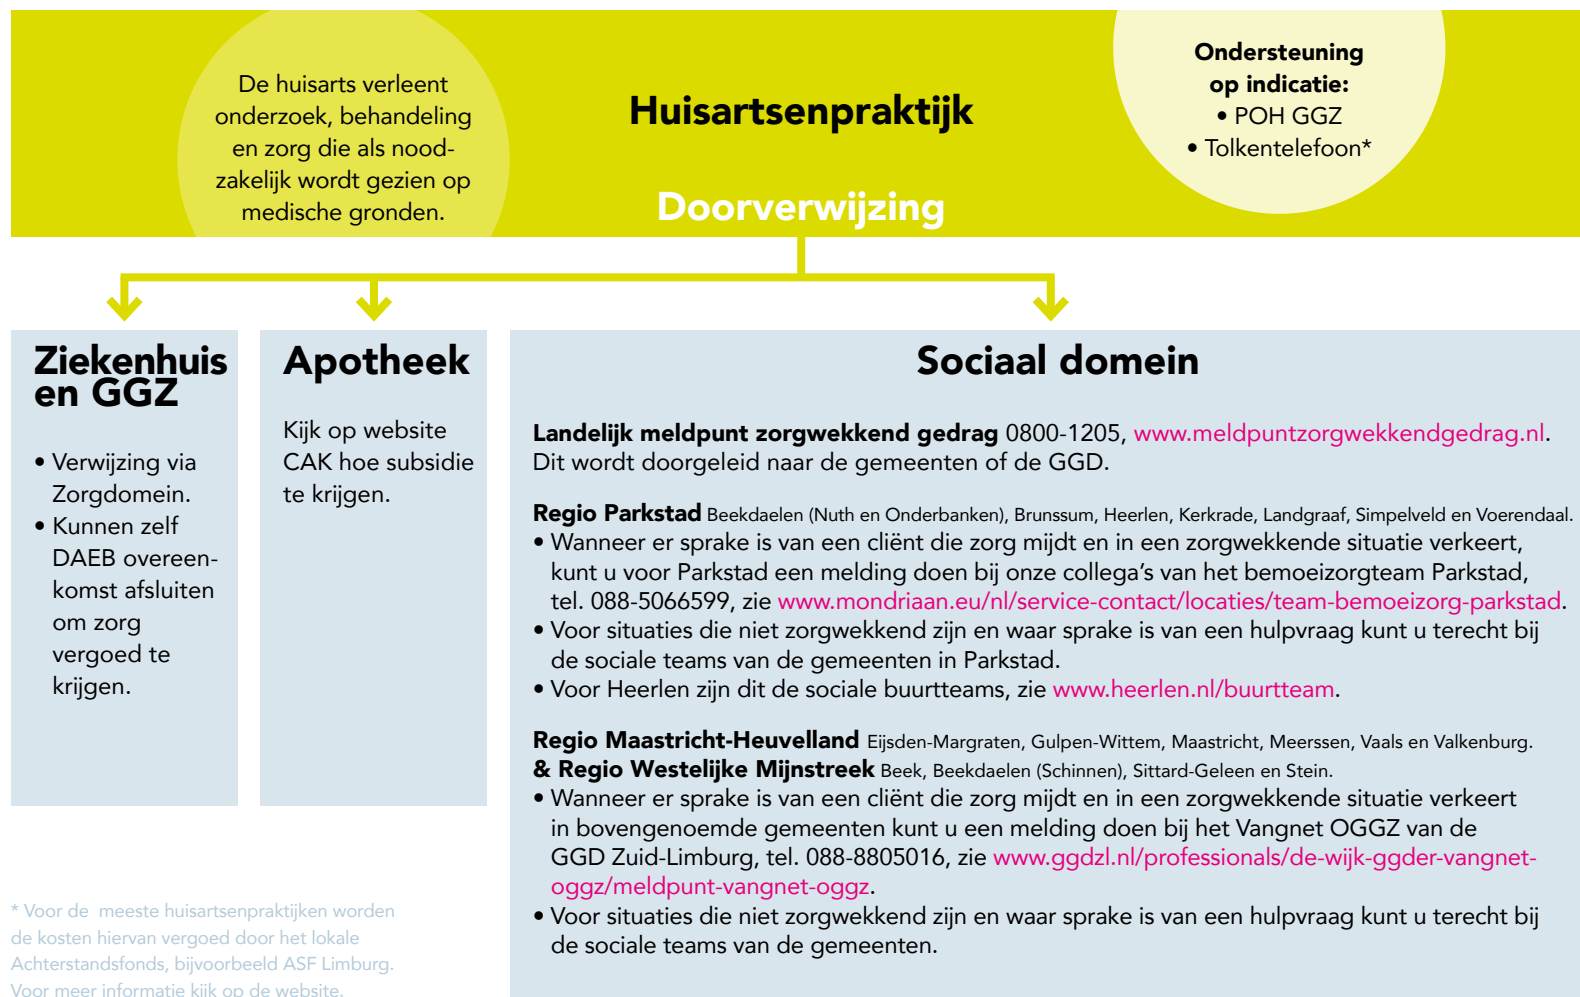 De huisarts verleent
onderzoek, behandeling
en zorg die als nood-
zakelijk wordt gezien op
medische gronden.
Huisartsenpraktijk
Doorverwijzing
Ondersteuning
op indicatie:
• POH GGZ
• Tolkentelefoon*
Ziekenhuis
en GGZ
• Verwijzing via
Zorgdomein.
• Kunnen zelf
DAEB overeen-
komst afsluiten
om zorg
vergoed te
krijgen.
Apotheek
Kijk op website
CAK hoe subsidie
te krijgen.
Sociaal domein
Landelijk meldpunt zorgwekkend gedrag 0800-1205, www.meldpuntzorgwekkendgedrag.nl.
Dit wordt doorgeleid naar de gemeenten of de GGD.
Regio Parkstad Beekdaelen (Nuth en Onderbanken), Brunssum, Heerlen, Kerkrade, Landgraaf, Simpelveld en Voerendaal.
• Wanneer er sprake is van een cliënt die zorg mijdt en in een zorgwekkende situatie verkeert,
kunt u voor Parkstad een melding doen bij onze collega's van het bemoeizorgteam Parkstad,
tel. 088-5066599, zie www.mondriaan.eu/nl/service-contact/locaties/team-bemoeizorg-parkstad.
• Voor situaties die niet zorgwekkend zijn en waar sprake is van een hulpvraag kunt u terecht bij
de sociale teams van de gemeenten in Parkstad.
• Voor Heerlen zijn dit de sociale buurtteams, zie www.heerlen.nl/buurtteam.
Regio Maastricht-Heuvelland Eijsden-Margraten, Gulpen-Wittem, Maastricht, Meerssen, Vaals en Valkenburg.
& Regio Westelijke Mijnstreek Beek, Beekdaelen (Schinnen), Sittard-Geleen en Stein.
• Wanneer er sprake is van een cliënt die zorg mijdt en in een zorgwekkende situatie verkeert
in bovengenoemde gemeenten kunt u een melding doen bij het Vangnet OGGZ van de
GGD Zuid-Limburg, tel. 088-8805016, zie www.ggdzl.nl/professionals/de-wijk-ggder-vangnet-
oggz/meldpunt-vangnet-oggz.
• Voor situaties die niet zorgwekkend zijn en waar sprake is van een hulpvraag kunt u terecht bij
de sociale teams van de gemeenten.
* Voor de meeste huisartsenpraktijken worden
de kosten hiervan vergoed door het lokale
Achterstandsfonds, bijvoorbeeld ASF Limburg.
Voor meer informatie kijk op de website.